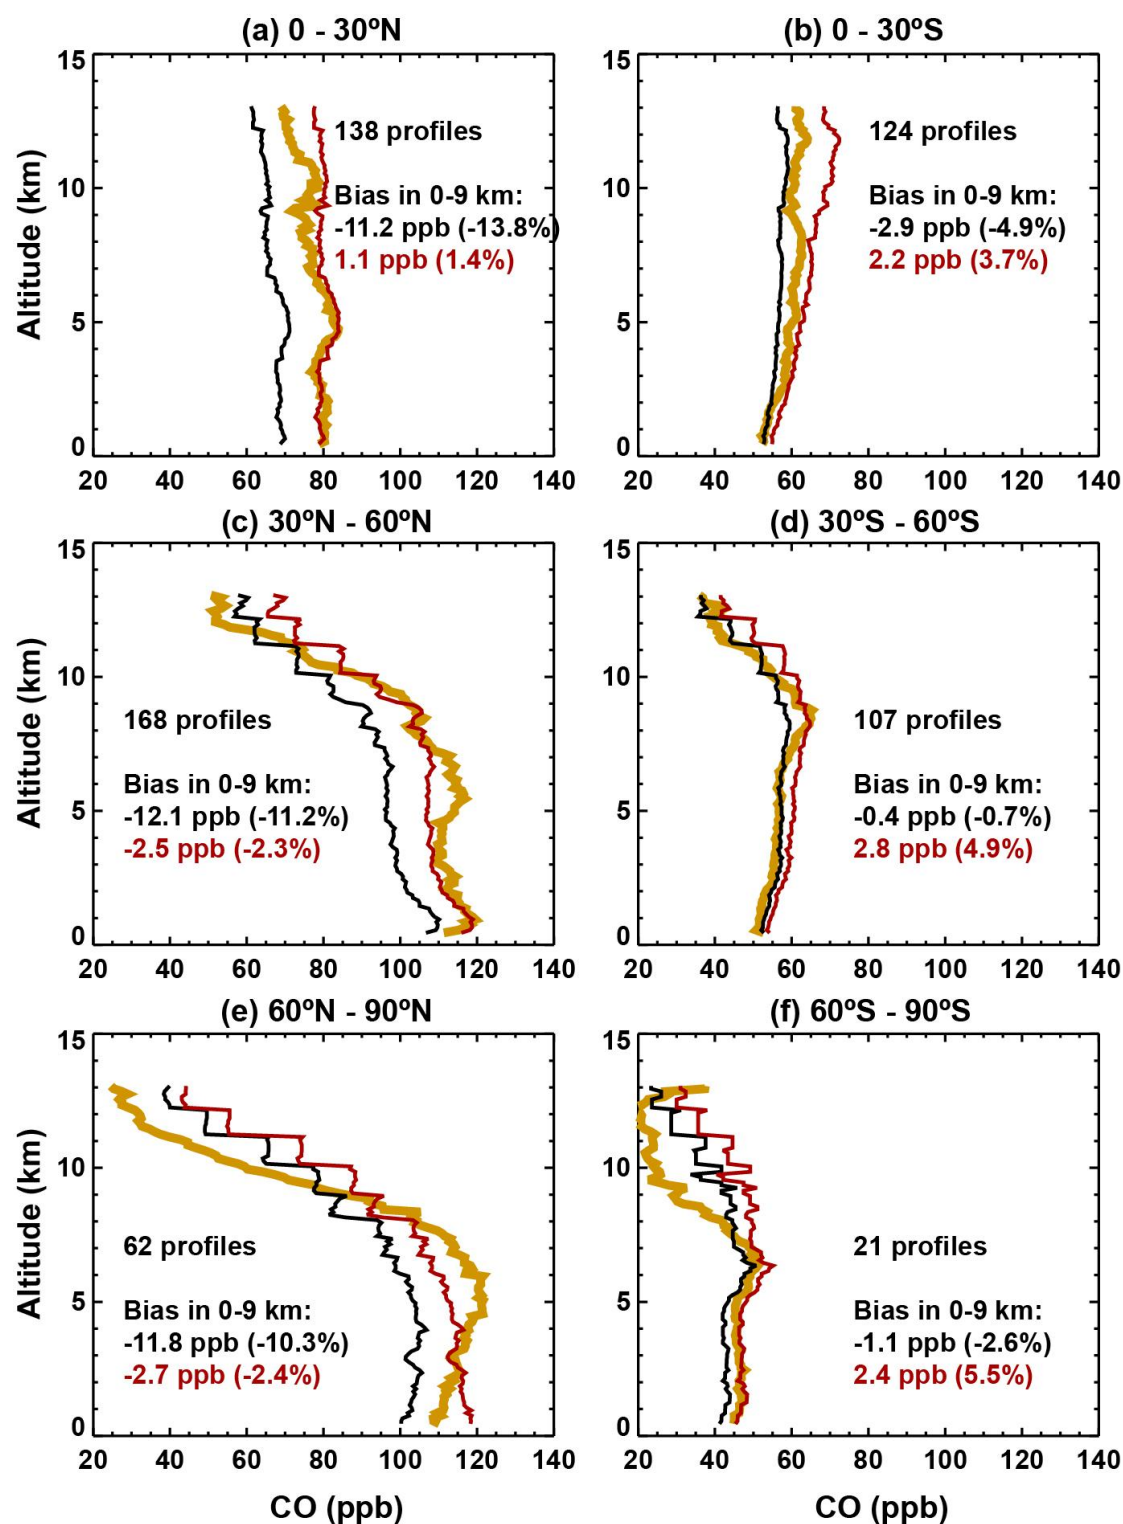 (a) 0 - 30ºN
15
10
5
0
Altitude (km)
138 profiles
Bias in 0-9 km:
-11.2 ppb (-13.8%)
1.1 ppb (1.4%)
20 40 60 80 100 120 140
(b) 0 - 30ºS
15
10
5
0
124 profiles
Bias in 0-9 km:
-2.9 ppb (-4.9%)
2.2 ppb (3.7%)
20 40 60 80 100 120 140
(c) 30ºN - 60ºN
15
10
5
0
Altitude (km)
168 profiles
Bias in 0-9 km:
-12.1 ppb (-11.2%)
-2.5 ppb (-2.3%)
20 40 60 80 100 120 140
(d) 30ºS - 60ºS
15
10
5
0
107 profiles
Bias in 0-9 km:
-0.4 ppb (-0.7%)
2.8 ppb (4.9%)
20 40 60 80 100 120 140
(e) 60ºN - 90ºN
15
10
5
0
Altitude (km)
62 profiles
Bias in 0-9 km:
-11.8 ppb (-10.3%)
-2.7 ppb (-2.4%)
20 40 60 80 100 120 140
CO (ppb)
(f) 60ºS - 90ºS
15
10
5
0
21 profiles
Bias in 0-9 km:
-1.1 ppb (-2.6%)
2.4 ppb (5.5%)
20 40 60 80 100 120 140
CO (ppb)